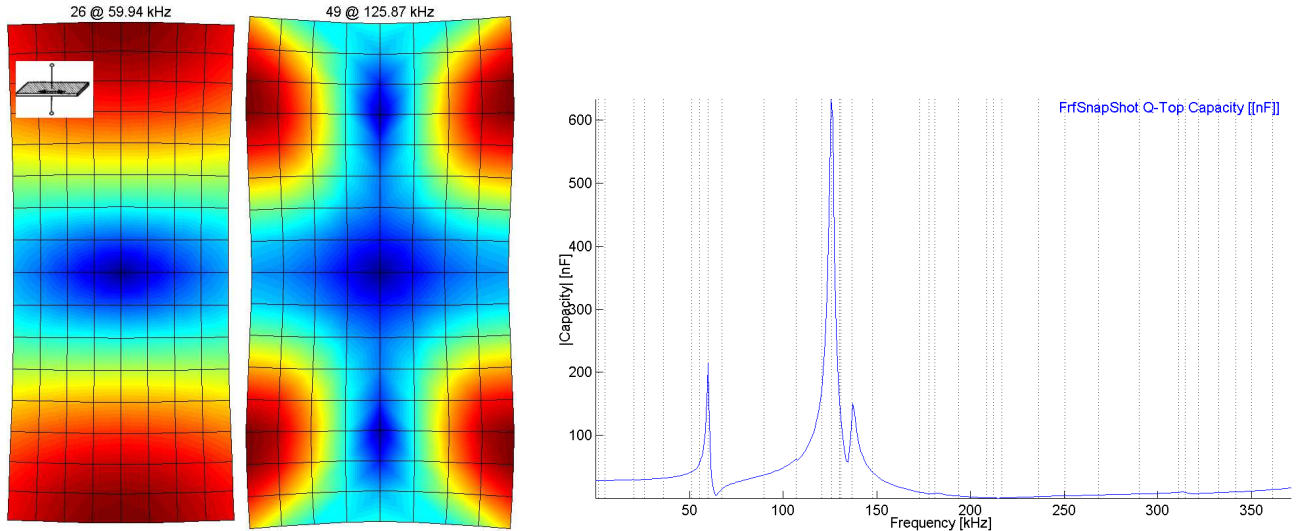 26 @ 59.94 kHz
49 @ 125.87 kHz
FrfSnapShot Q-Top Capacity [[nF]]
|Capacity| [nF]
600
500
400
300
200
100
50
100
150
200
250
300
350
Frequency [kHz]